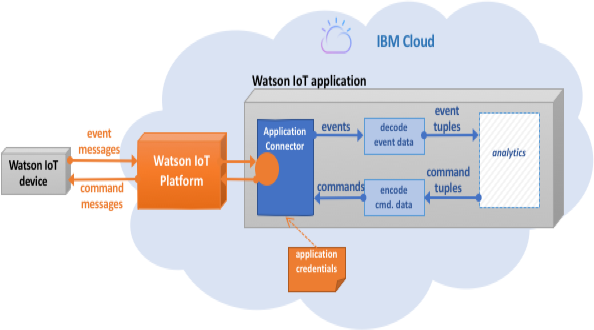 IBM Cloud
Watson IoT application
event
messages
Watson IoT
device
command
messages
Watson IoT
Platform
Application
Connector
events
commands
decode
event data
encode
cmd. data
event
tuples
command
tuples
analytics
application
credentials